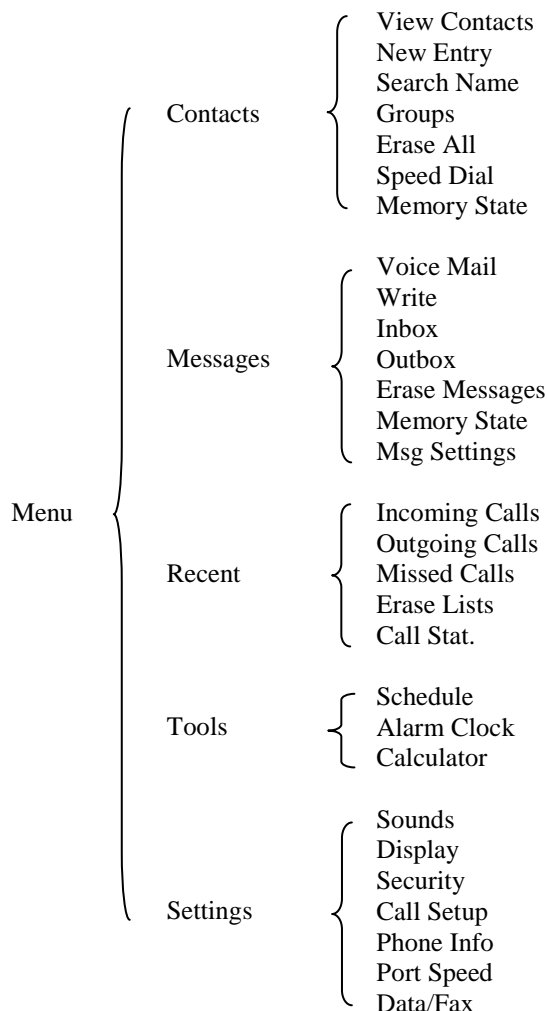 Menu
Contacts
View Contacts
New Entry
Search Name
Groups
Erase All
Speed Dial
Memory State
Messages
Voice Mail
Write
Inbox
Outbox
Erase Messages
Memory State
Msg Settings
Recent
Incoming Calls
Outgoing Calls
Missed Calls
Erase Lists
Call Stat.
Tools
Schedule
Alarm Clock
Calculator
Settings
Sounds
Display
Security
Call Setup
Phone Info
Port Speed
Data/Fax